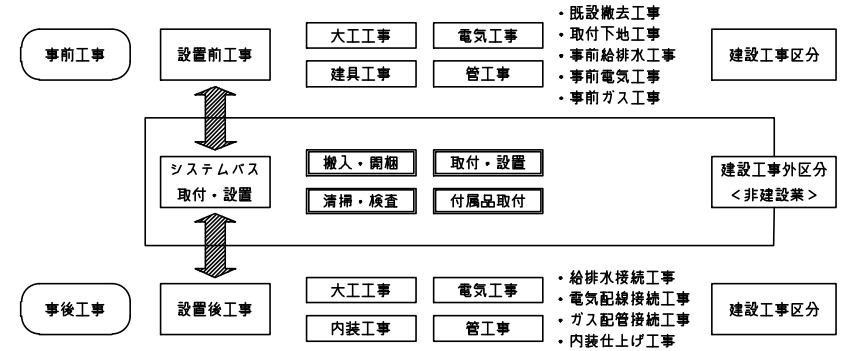 事前工事
設置前工事
大工工事
電気工事
建具工事
管工事
・既設撤去工事
・取付下地工事
・事前給排水工事
・事前電気工事
・事前ガス工事
建設工事区分
システムバス
取付・設置
搬入・開梱
取付・設置
清掃・検査
付属品取付
建設工事外区分
<非建設業>
事後工事
設置後工事
大工工事
電気工事
内装工事
管工事
・給排水接続工事
・電気配線接続工事
・ガス配管接続工事
・内装仕上げ工事
建設工事区分